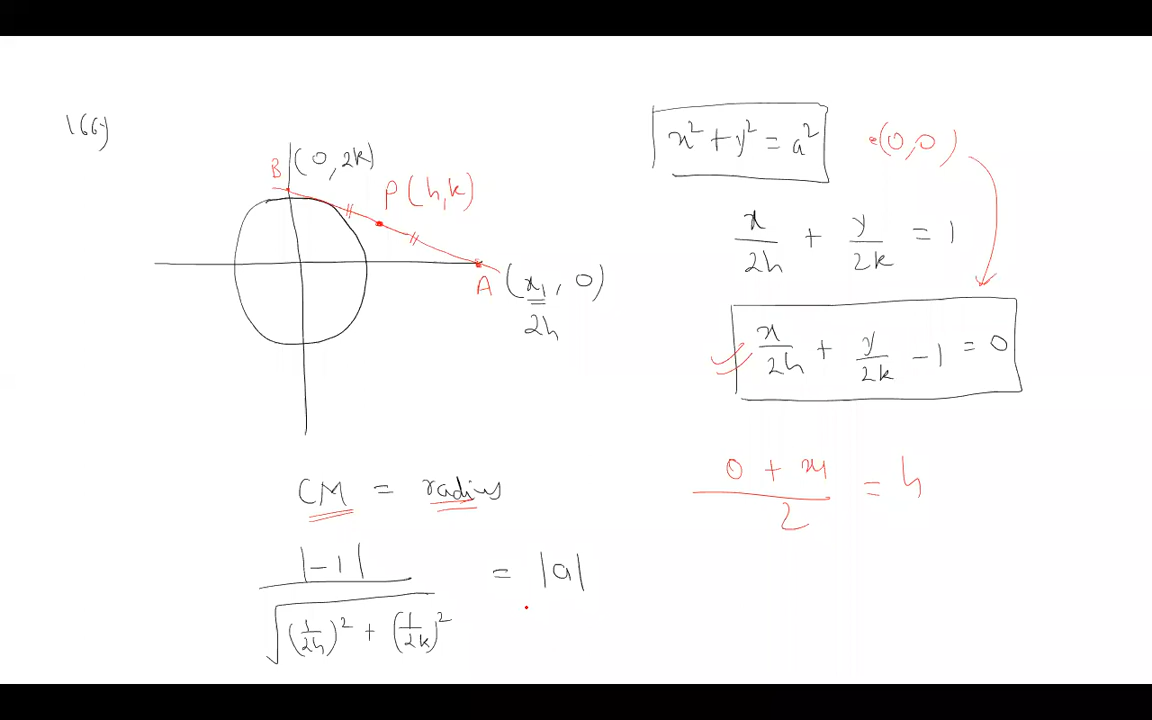 166)
B (0, 2k)
P (h, k)
A (x₁, 0)
2h
x² + y² = a² (0,0)
x/2h + y/2k = 1
x/2h + y/2k - 1 = 0
(0 + x₁)/2 = h
CM = radius
|-1|/√((1/2h)² + (1/2k)²) = |a|